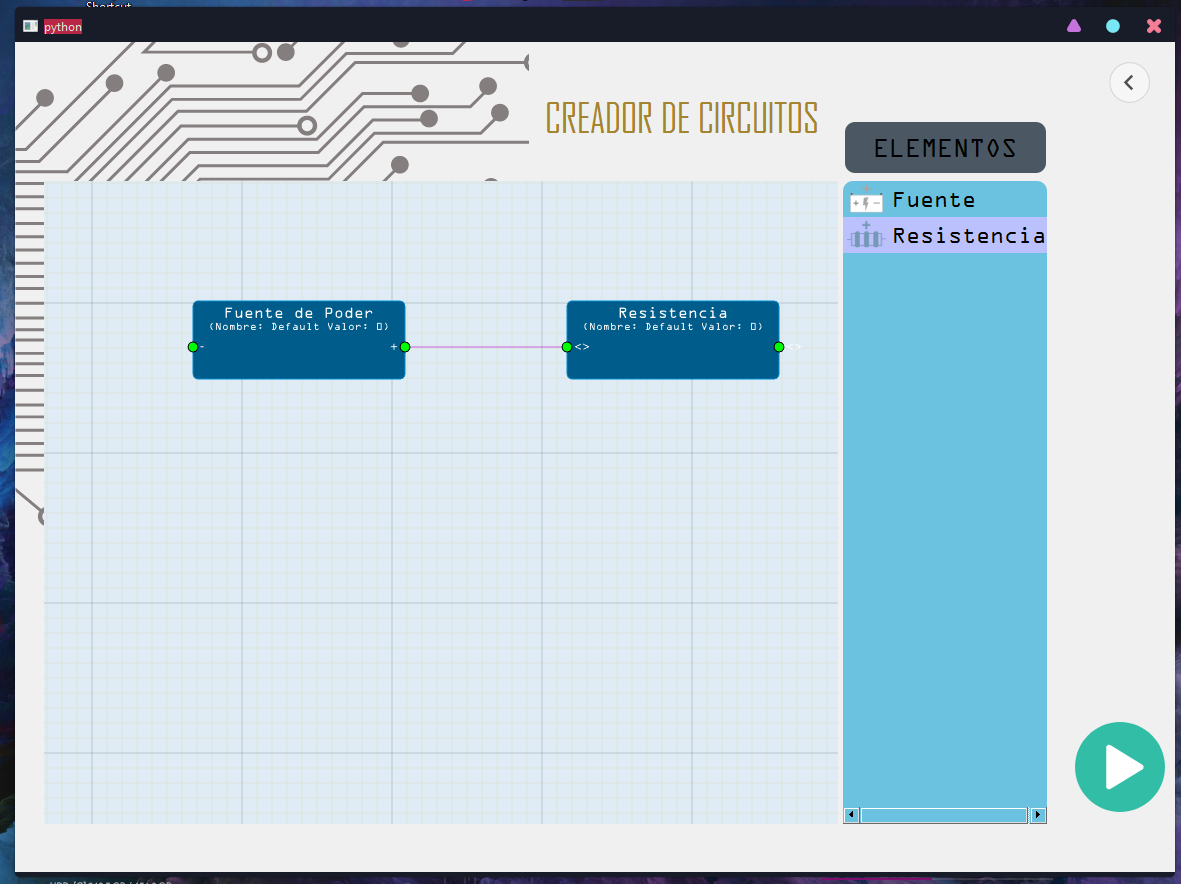 Shortcut
python
CREADOR DE CIRCUITOS
ELEMENTOS
Fuente
Resistencia
Fuente de Poder
(Nombre: Default Valor: 0)
- +
Resistencia
(Nombre: Default Valor: 0)
<> <>